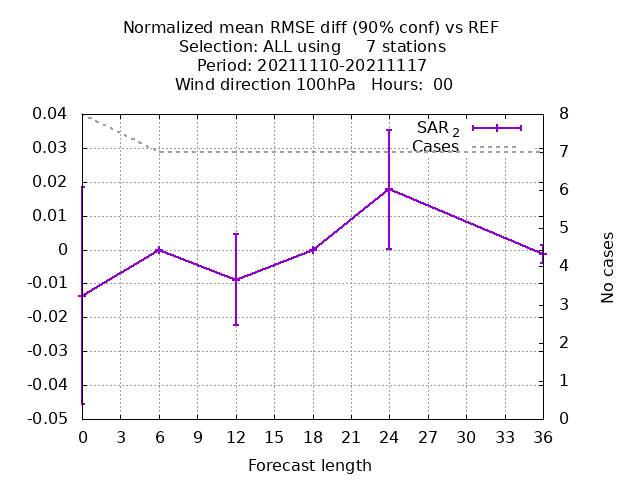 Normalized mean RMSE diff (90% conf) vs REF
Selection: ALL using     7 stations
Period: 20211110-20211117
Wind direction 100hPa   Hours:  00
SAR 2
Cases
0.04
0.03
0.02
0.01
0
-0.01
-0.02
-0.03
-0.04
-0.05
8
7
6
5
4
3
2
1
0
No cases
0 3 6 9 12 15 18 21 24 27 30 33 36
Forecast length